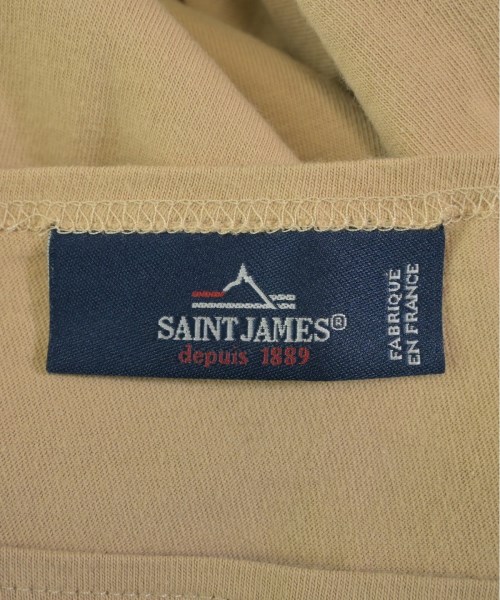 SAINT JAMES®
depuis 1889
FABRIQUÉ
EN FRANCE